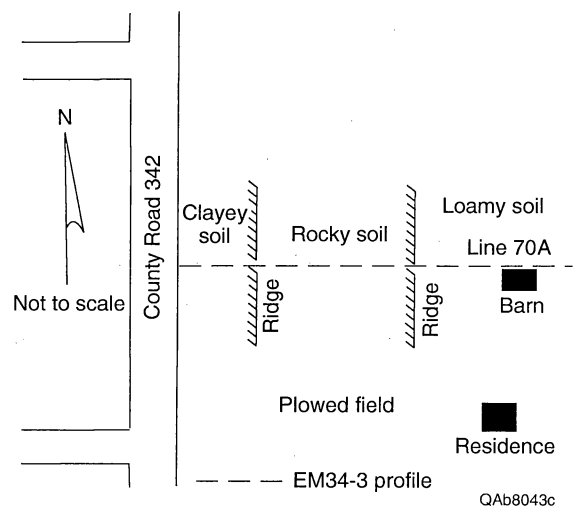 N
County Road 342
Clayey
soil
Rocky soil
Loamy soil
Line 70A
Not to scale
Ridge
Ridge
Barn
Plowed field
Residence
EM34-3 profile
QAb8043c